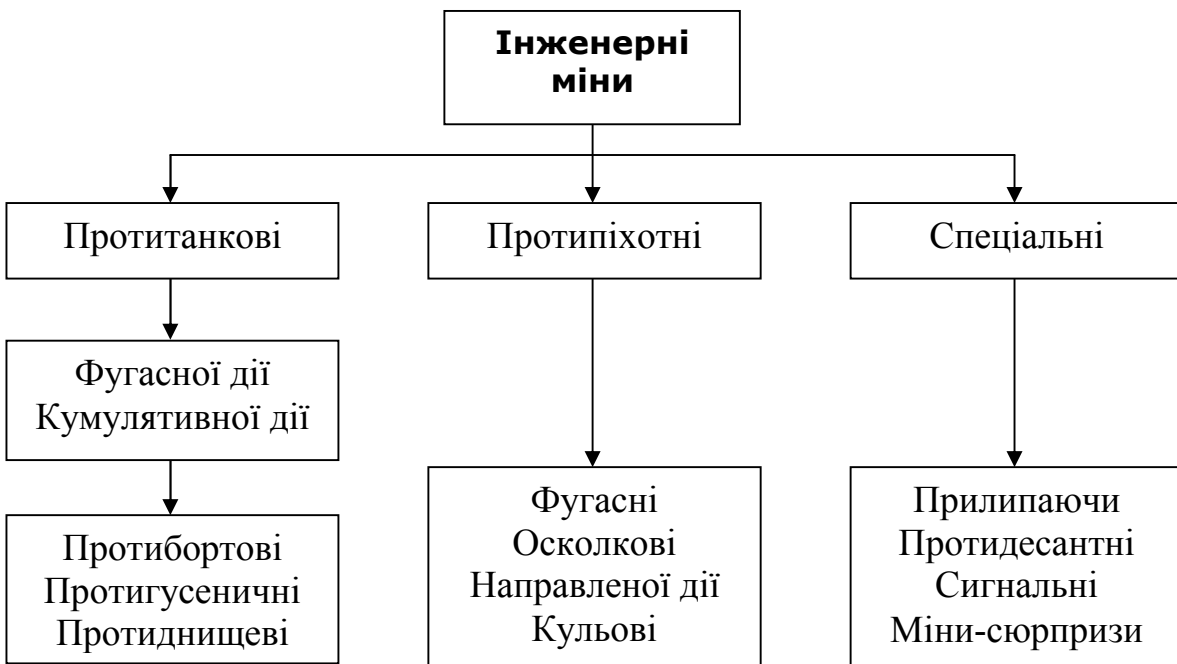 Інженерні
міни
Протитанкові
Протипіхотні
Спеціальні
Фугасної дії
Кумулятивної дії
Протибортові
Протигусеничні
Протиднищеві
Фугасні
Осколкові
Направленої дії
Кульові
Прилипаючи
Протидесантні
Сигнальні
Міни-сюрпризи